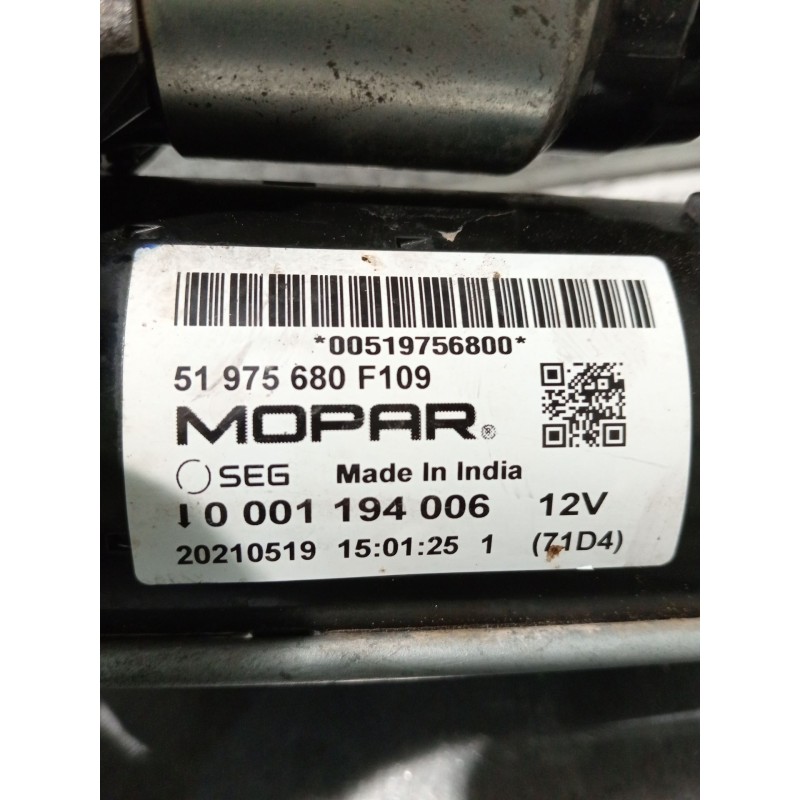 *00519756800*
51 975 680 F109
MOPAR®
SEG Made In India
0 001 194 006 12V
20210519 15:01:25 1 (71D4)